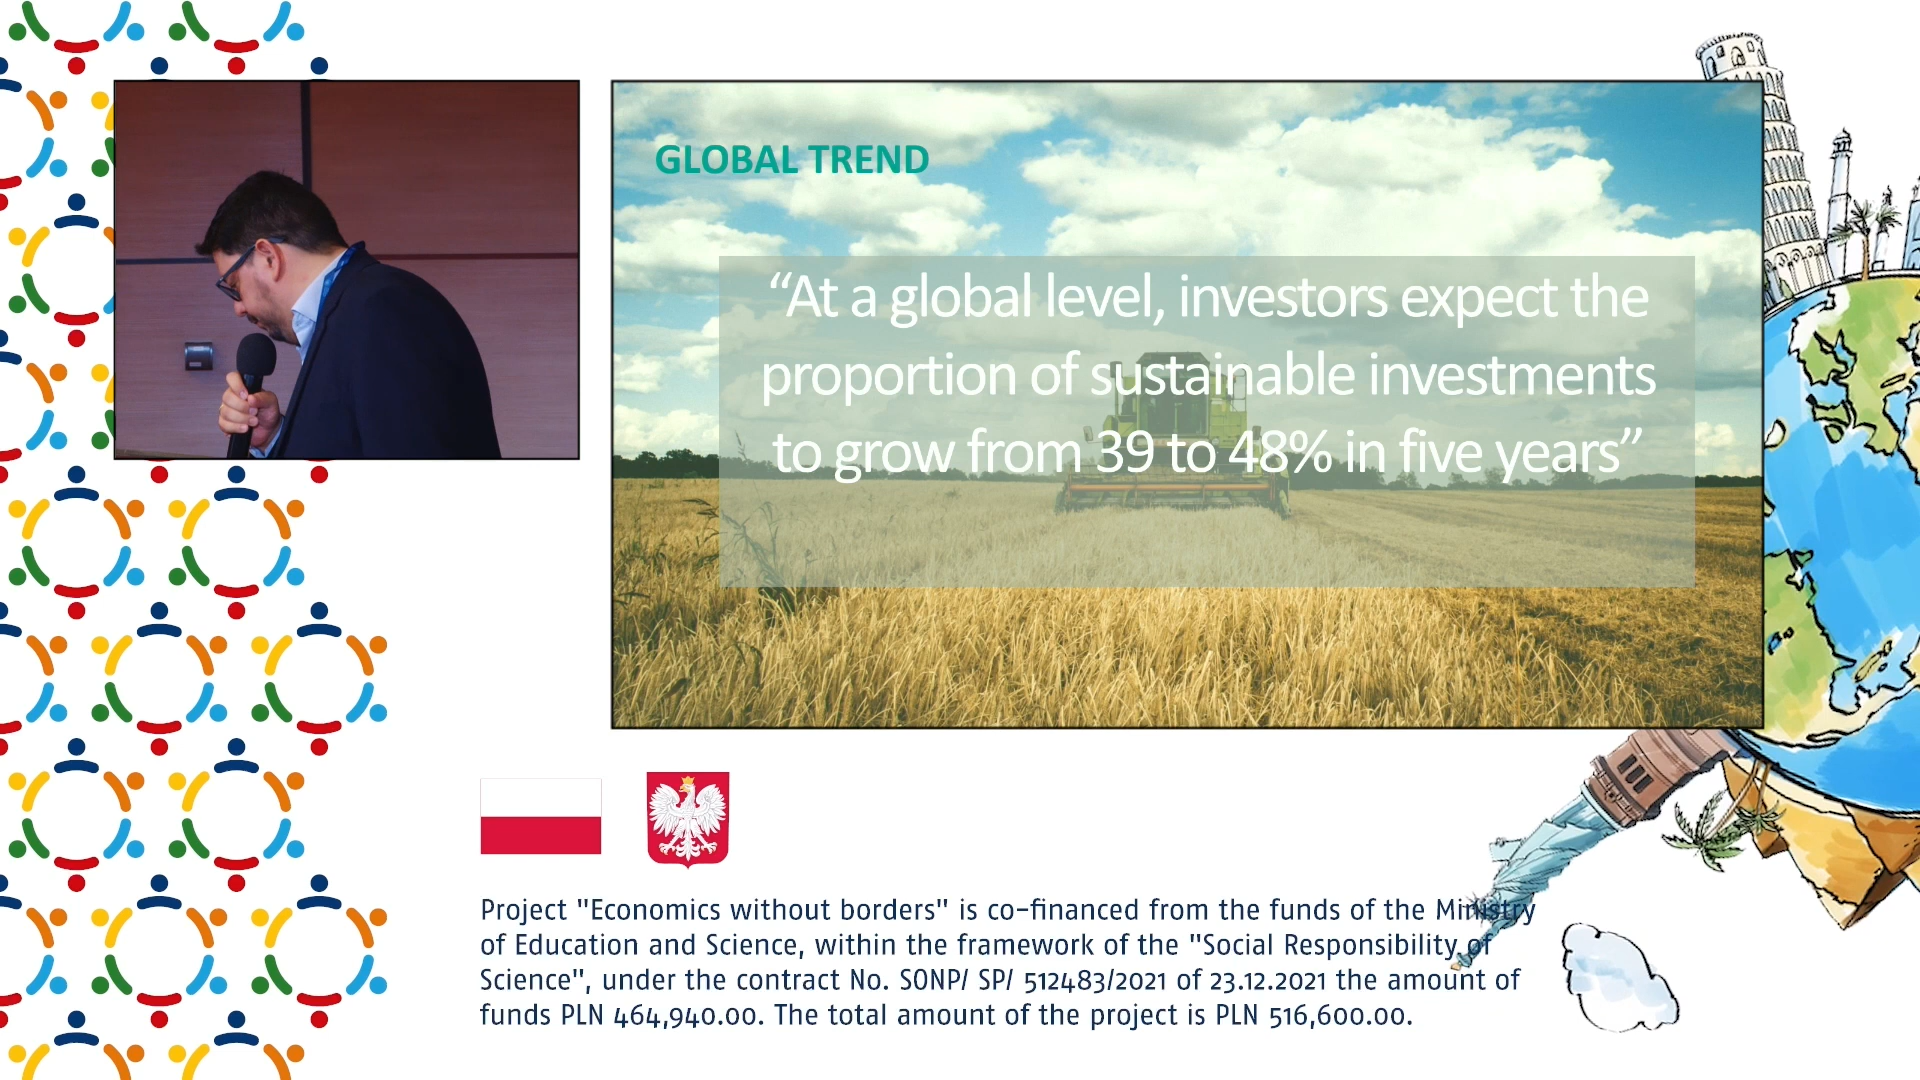 GLOBAL TREND
“At a global level, investors expect the
proportion of sustainable investments
to grow from 39 to 48% in five years”
Project "Economics without borders" is co-financed from the funds of the Ministry
of Education and Science, within the framework of the "Social Responsibility of
Science", under the contract No. SONP/ SP/ 512483/2021 of 23.12.2021 the amount of
funds PLN 464,940.00. The total amount of the project is PLN 516,600.00.